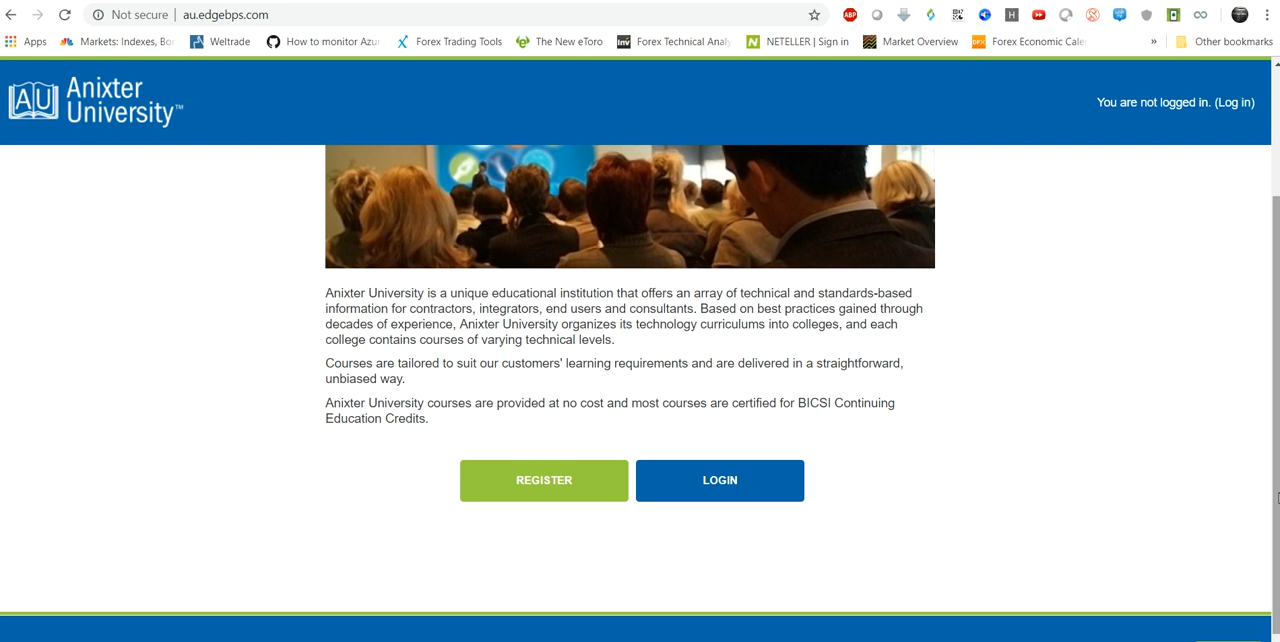 Not secure | au.edgebps.com
ABP
H
Apps Markets: Indexes, Bo Weltrade How to monitor Azu Forex Trading Tools The New eToro Inv Forex Technical Analy N NETELLER | Sign in Market Overview DFX Forex Economic Cale » Other bookmarks
AU Anixter
University™
You are not logged in. (Log in)
Anixter University is a unique educational institution that offers an array of technical and standards-based
information for contractors, integrators, end users and consultants. Based on best practices gained through
decades of experience, Anixter University organizes its technology curriculums into colleges, and each
college contains courses of varying technical levels.
Courses are tailored to suit our customers' learning requirements and are delivered in a straightforward,
unbiased way.
Anixter University courses are provided at no cost and most courses are certified for BICSI Continuing
Education Credits.
REGISTER LOGIN